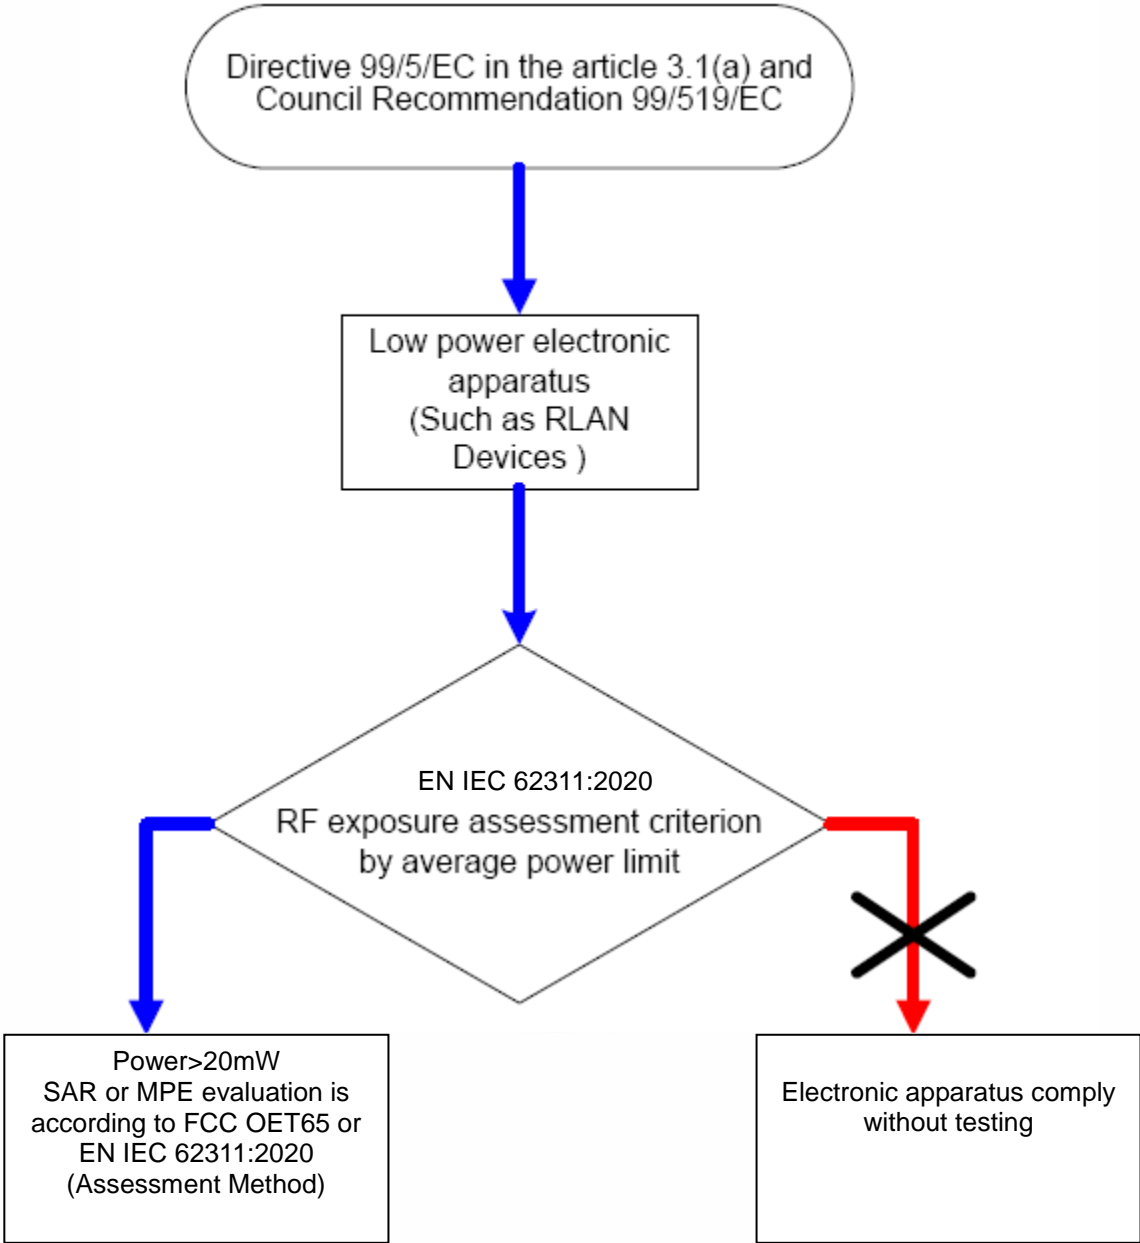 Directive 99/5/EC in the article 3.1(a) and
Council Recommendation 99/519/EC
Low power electronic
apparatus
(Such as RLAN
Devices )
EN IEC 62311:2020
RF exposure assessment criterion
by average power limit
Power>20mW
SAR or MPE evaluation is
according to FCC OET65 or
EN IEC 62311:2020
(Assessment Method)
Electronic apparatus comply
without testing